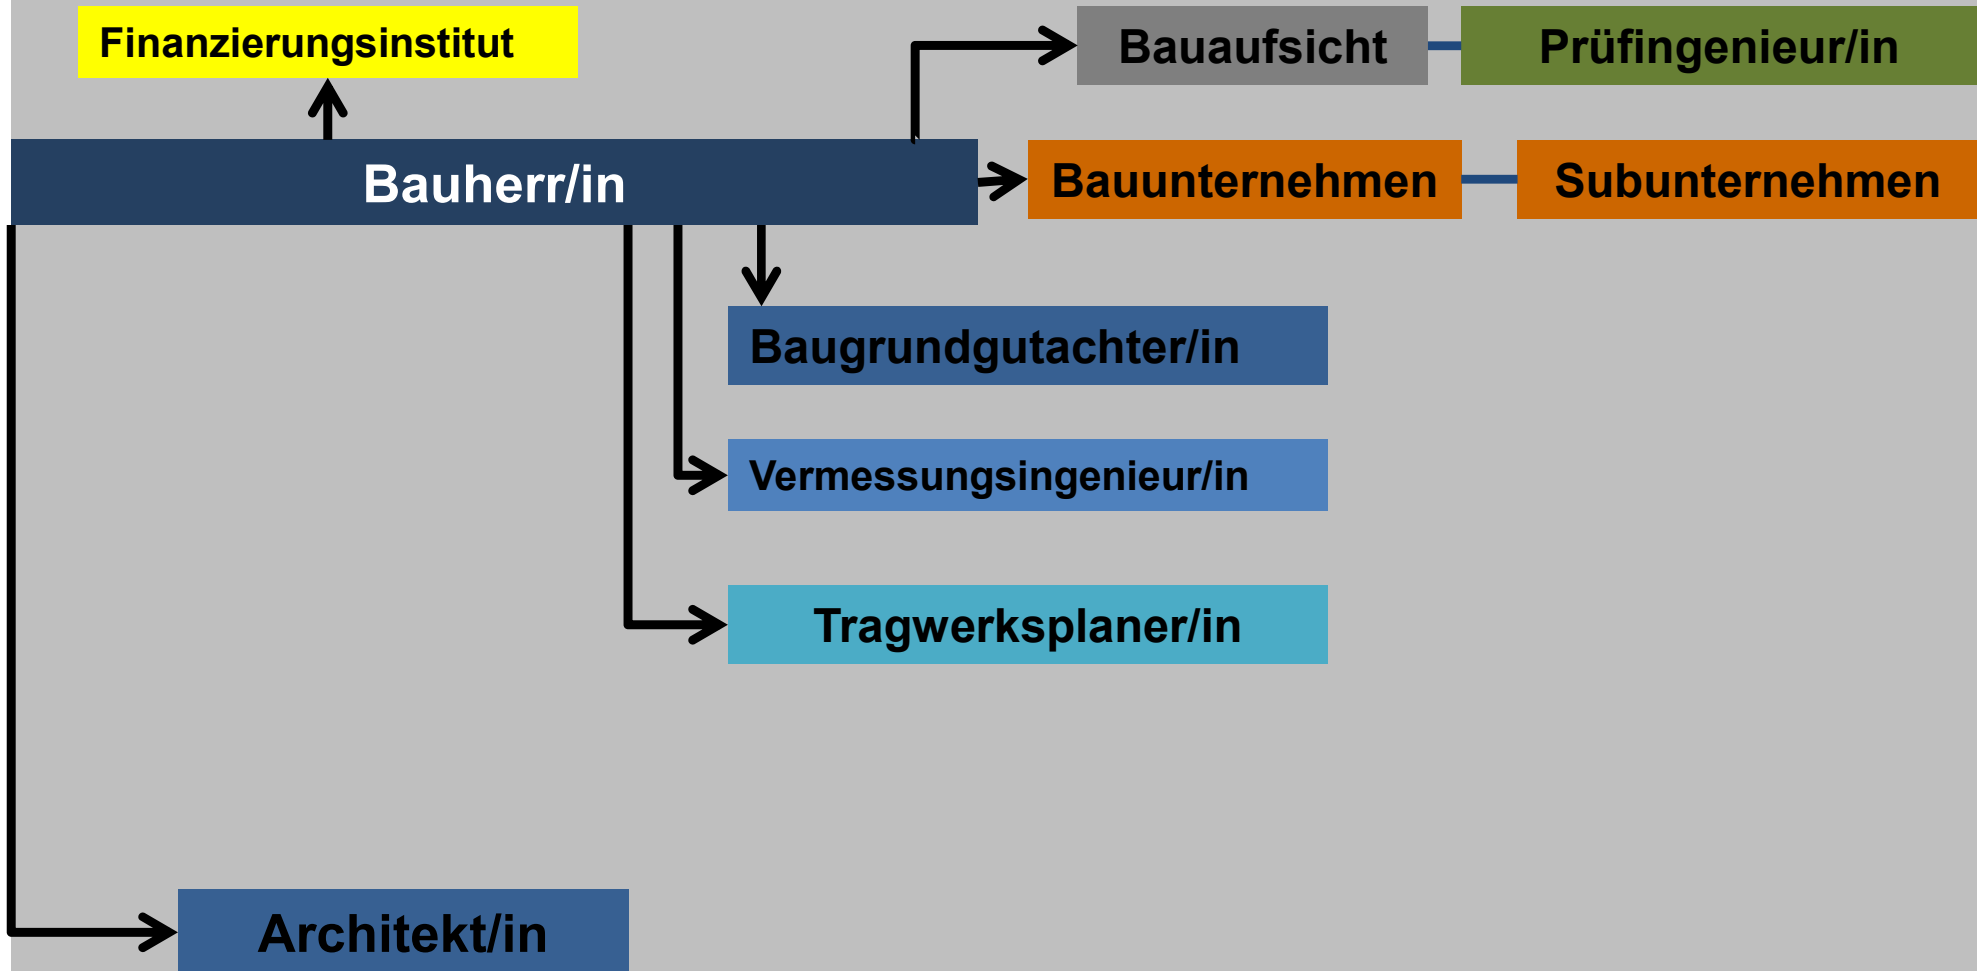 Finanzierungsinstitut
Bauaufsicht
Prüfingenieur/in
Bauherr/in
Bauunternehmen
Subunternehmen
Baugrundgutachter/in
Vermessungsingenieur/in
Tragwerksplaner/in
Architekt/in